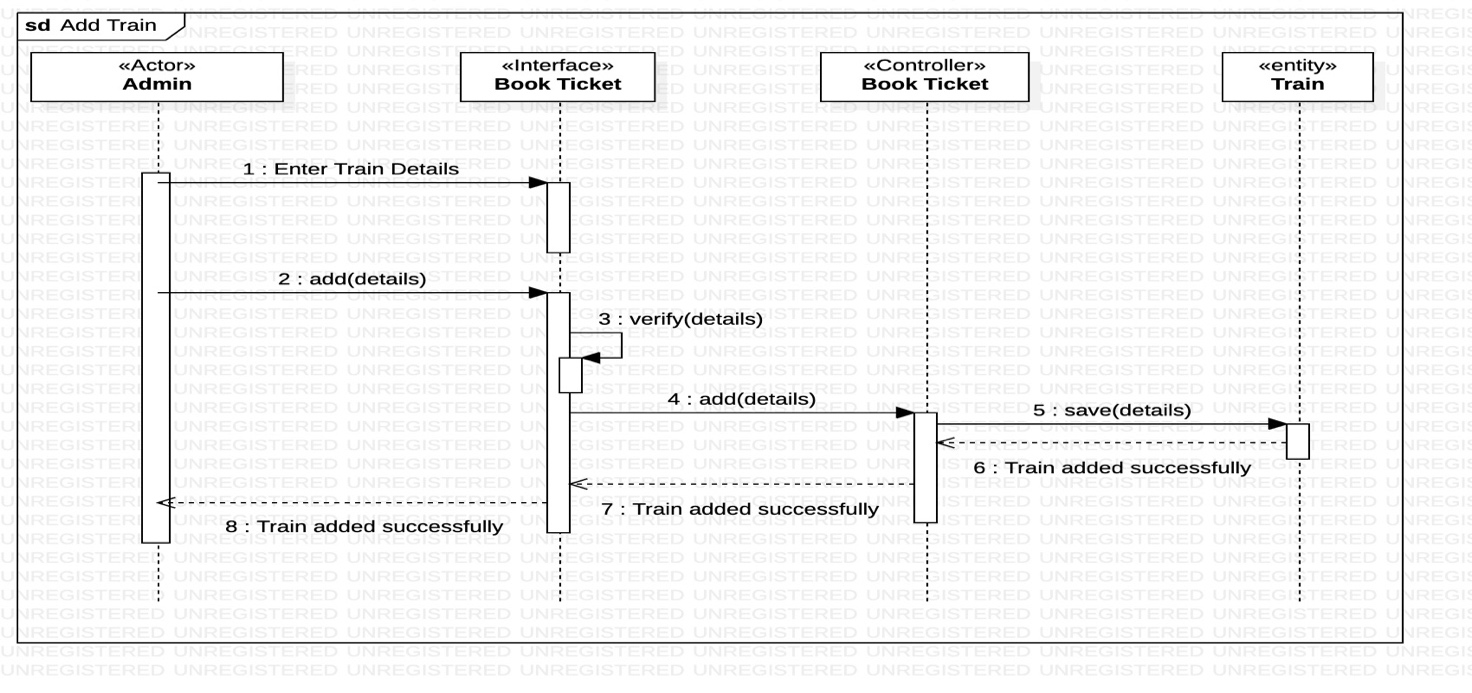 sd Add Train
«Actor»
Admin
«Interface»
Book Ticket
«Controller»
Book Ticket
«entity»
Train
1 : Enter Train Details
2 : add(details)
3 : verify(details)
4 : add(details)
5 : save(details)
6 : Train added successfully
7 : Train added successfully
8 : Train added successfully
UNREGISTERED